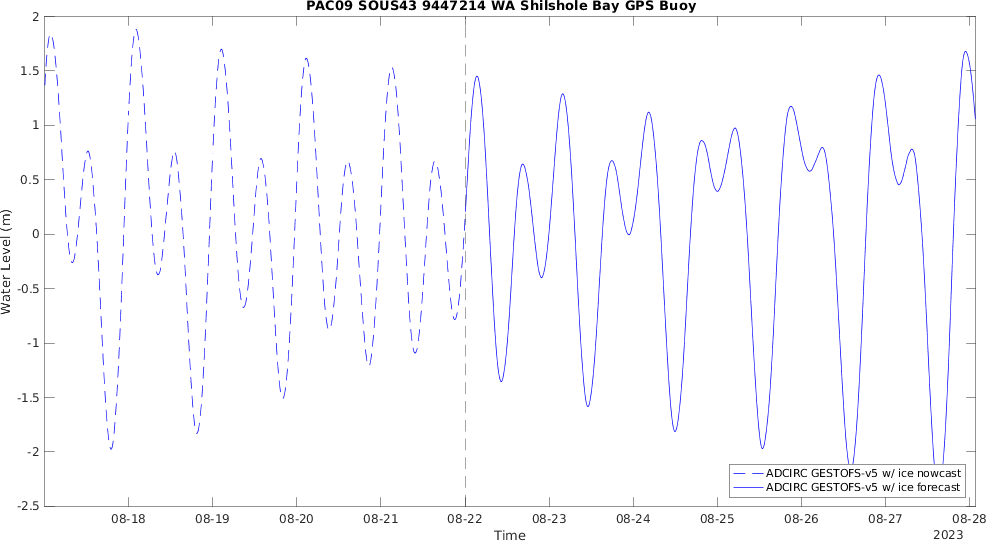 PAC09 SOUS43 9447214 WA Shilshole Bay GPS Buoy
Water Level (m)
2
1.5
1
0.5
0
-0.5
-1
-1.5
-2
-2.5
ADCIRC GESTOFS-v5 w/ ice nowcast
ADCIRC GESTOFS-v5 w/ ice forecast
08-18 08-19 08-20 08-21 08-22 08-23 08-24 08-25 08-26 08-27 08-28
Time
2023